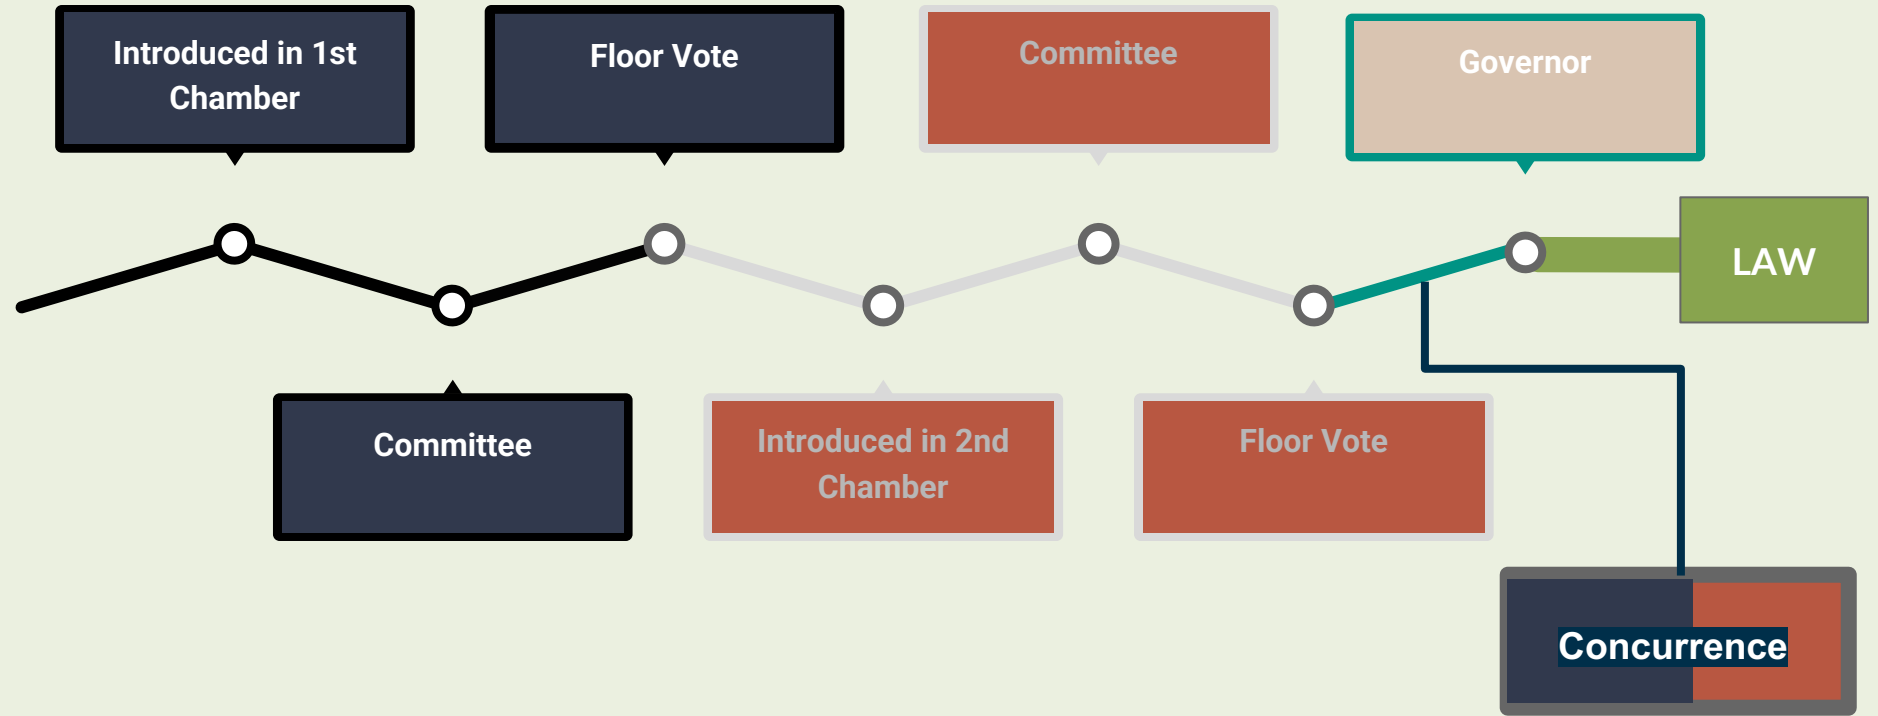 Introduced in 1st
Chamber
Floor Vote
Committee
Governor
LAW
Committee
Introduced in 2nd
Chamber
Floor Vote
Concurrence